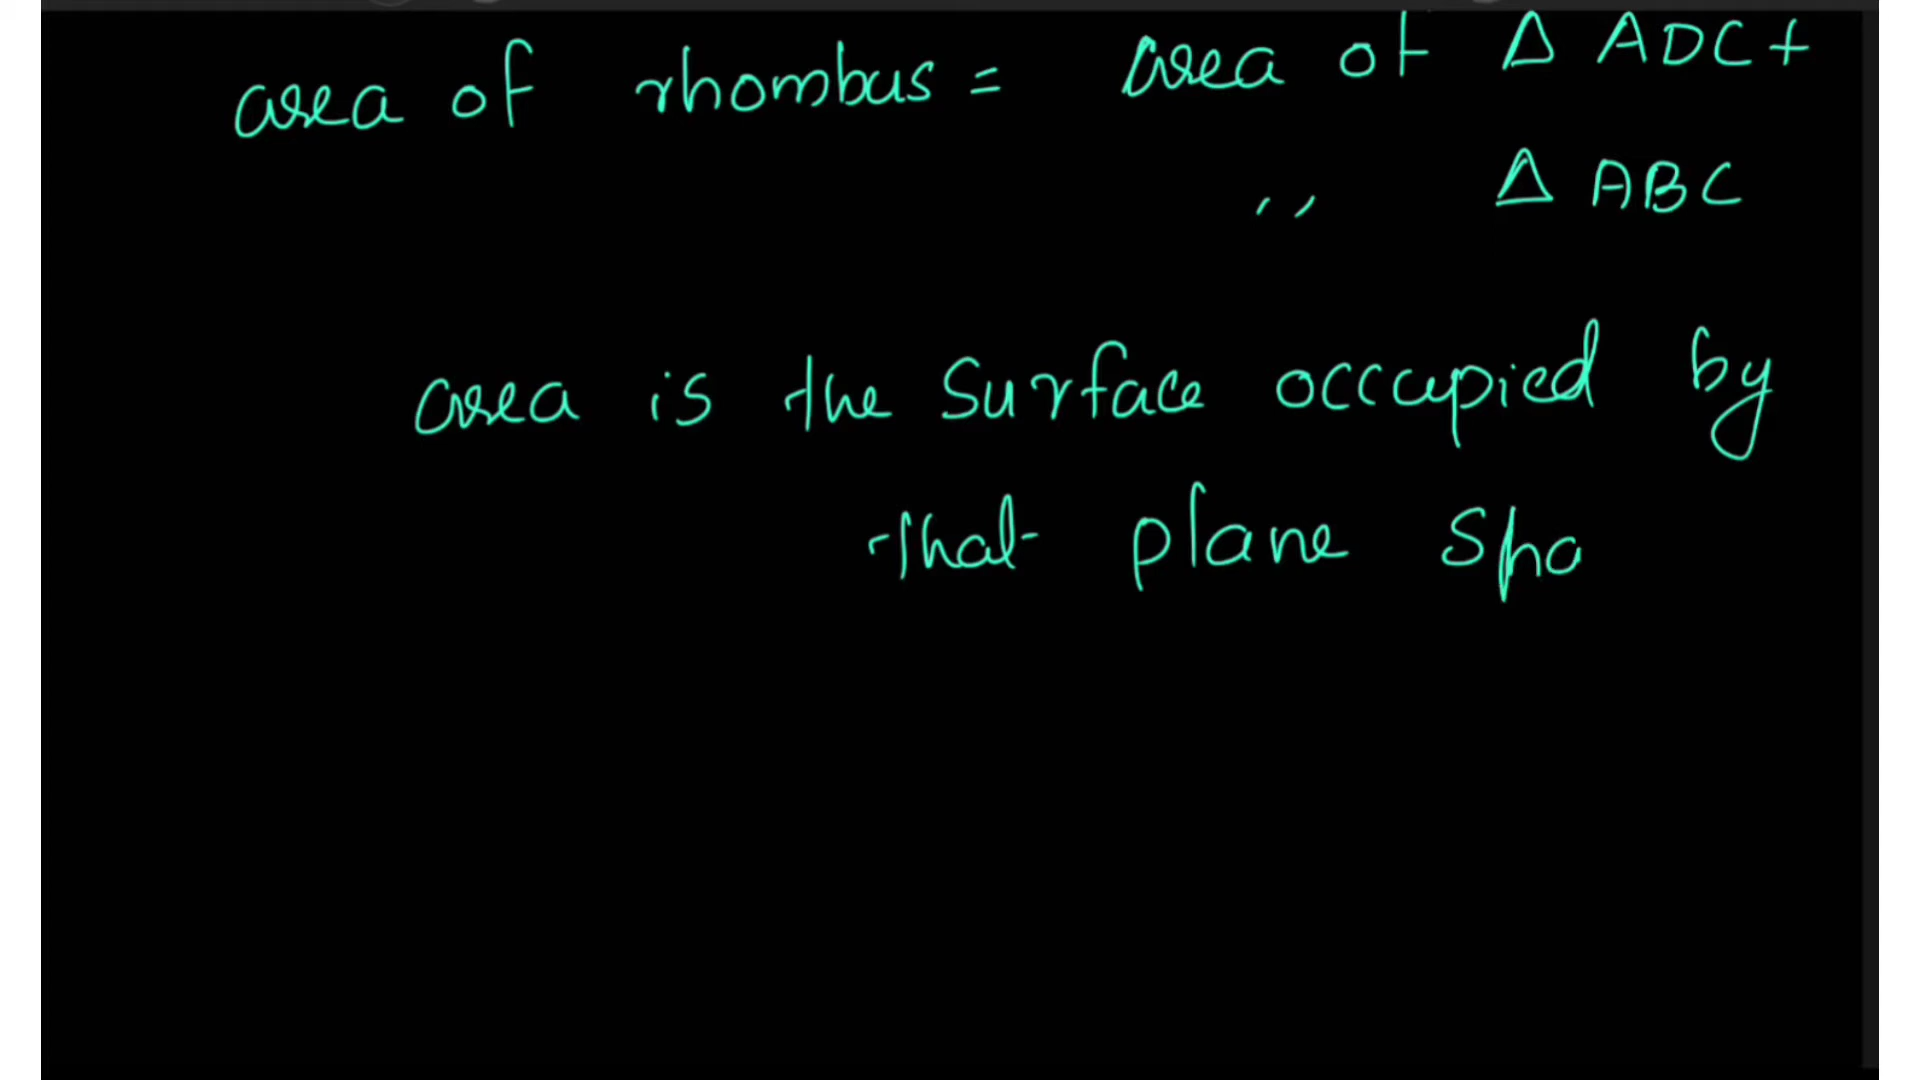 area of rhombus = area of Δ ADC +
,, Δ ABC
area is the surface occupied by
that plane sha